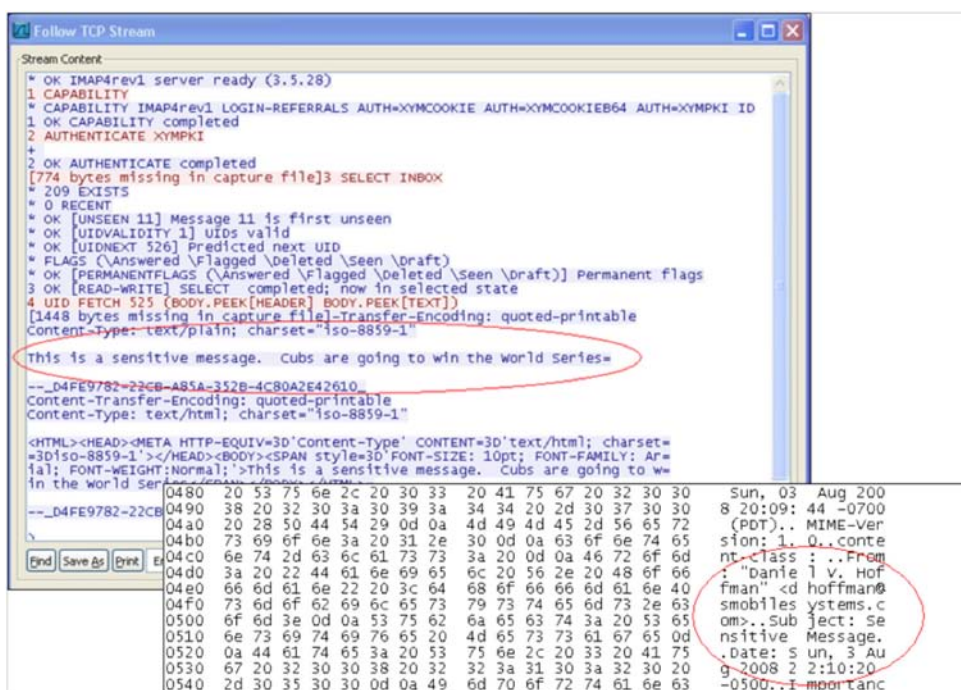 Follow TCP Stream
Stream Content
* OK IMAP4rev1 server ready (3.5.28)
1 CAPABILITY
* CAPABILITY IMAP4rev1 LOGIN-REFERRALS AUTH=XYMCOOKIE AUTH=XYMCOOKIEB64 AUTH=XYMPKI ID
1 OK CAPABILITY completed
2 AUTHENTICATE XYMPKI
+
2 OK AUTHENTICATE completed
[774 bytes missing in capture file]3 SELECT INBOX
* 209 EXISTS
* 0 RECENT
* OK [UNSEEN 11] Message 11 is first unseen
* OK [UIDVALIDITY 1] UIDs valid
* OK [UIDNEXT 526] Predicted next UID
* FLAGS (\Answered \Flagged \Deleted \Seen \Draft)
* OK [PERMANENTFLAGS (\Answered \Flagged \Deleted \Seen \Draft)] Permanent flags
3 OK [READ-WRITE] SELECT  completed; now in selected state
4 UID FETCH 525 (BODY.PEEK[HEADER] BODY.PEEK[TEXT])
[1448 bytes missing in capture file]-Transfer-Encoding: quoted-printable
Content-Type: text/plain; charset="iso-8859-1"
This is a sensitive message.  Cubs are going to win the World Series=
--_D4FE9782-22CB-A85A-352B-4C80A2E42610_
Content-Transfer-Encoding: quoted-printable
Content-Type: text/html; charset="iso-8859-1"
<HTML><HEAD><META HTTP-EQUIV=3D'Content-Type' CONTENT=3D'text/html; charset=
=3Diso-8859-1'></HEAD><BODY><SPAN style=3D'FONT-SIZE: 10pt; FONT-FAMILY: Ar=
ial; FONT-WEIGHT:Normal;'>This is a sensitive message.  Cubs are going to w=
in the World Series</SPAN></BODY></HTML>=
--_D4FE9782-22CB
)
Find Save As Print
0480  20 53 75 6e 2c 20 30 33  20 41 75 67 20 32 30 30   Sun, 03  Aug 200
0490  38 20 32 30 3a 30 39 3a  34 34 20 2d 30 37 30 30  8 20:09: 44 -0700
04a0  20 28 50 44 54 29 0d 0a  4d 49 4d 45 2d 56 65 72   (PDT).. MIME-Ver
04b0  73 69 6f 6e 3a 20 31 2e  30 0d 0a 63 6f 6e 74 65  sion: 1. 0..conte
04c0  6e 74 2d 63 6c 61 73 73  3a 20 0d 0a 46 72 6f 6d  nt-class : ..From
04d0  3a 20 22 44 61 6e 69 65  6c 20 56 2e 20 48 6f 66  : "Danie l V. Hof
04e0  66 6d 61 6e 22 20 3c 64  68 6f 66 66 6d 61 6e 40  fman" <d hoffman@
04f0  73 6d 6f 62 69 6c 65 73  79 73 74 65 6d 73 2e 63  smobiles ystems.c
0500  6f 6d 3e 0d 0a 53 75 62  6a 65 63 74 3a 20 53 65  om>..Sub ject: Se
0510  6e 73 69 74 69 76 65 20  4d 65 73 73 61 67 65 0d  nsitive  Message.
0520  0a 44 61 74 65 3a 20 53  75 6e 2c 20 33 20 41 75  .Date: S un, 3 Au
0530  67 20 32 30 30 38 20 32  32 3a 31 30 3a 32 30 20  g 2008 2 2:10:20
0540  2d 30 35 30 30 0d 0a 49  6d 70 6f 72 74 61 6e 63  -0500..I mportanc